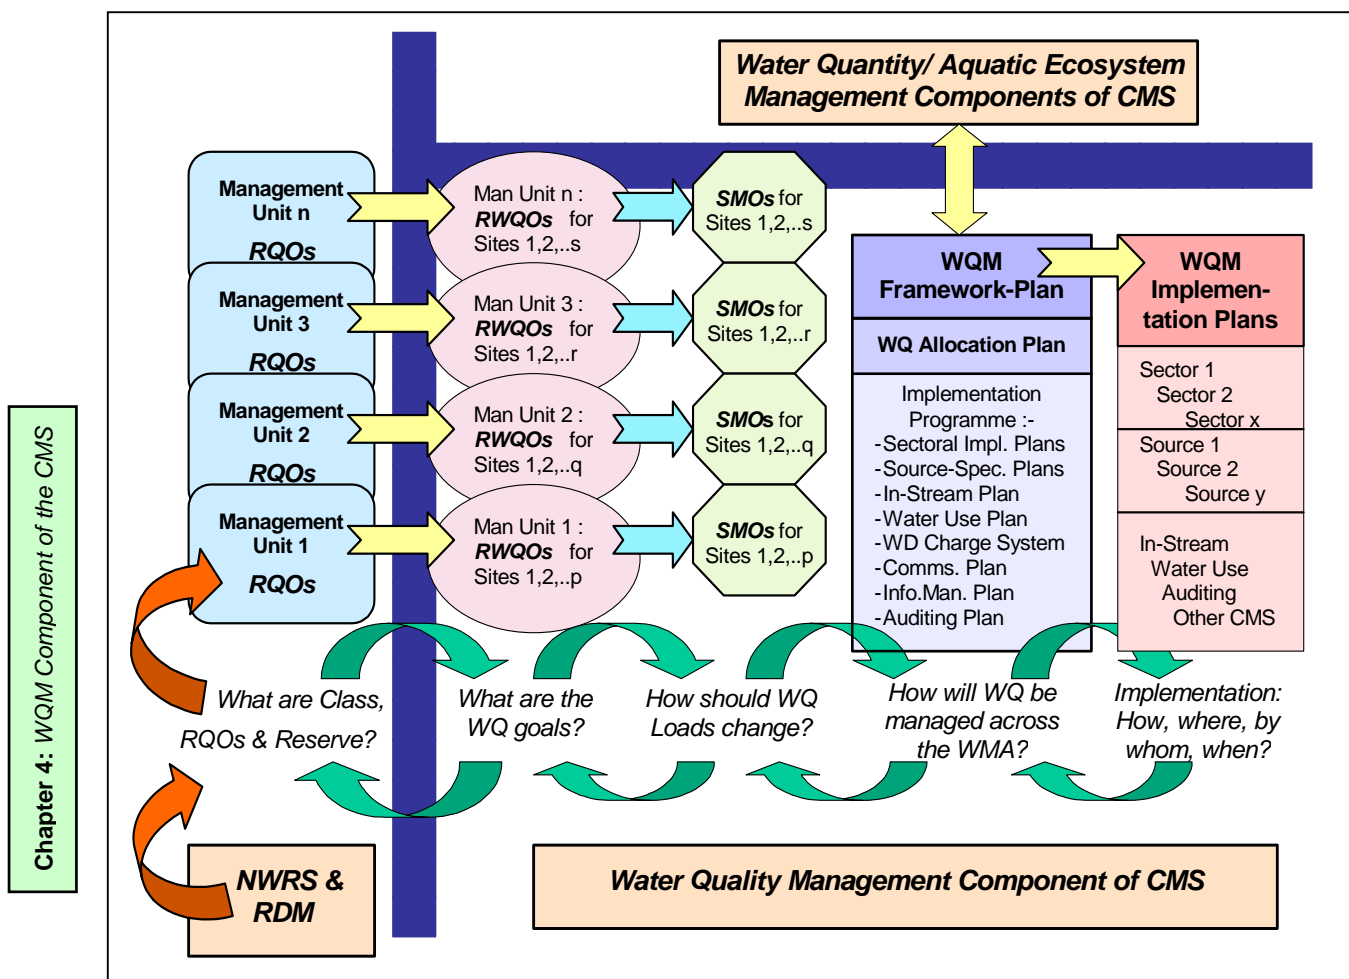 Chapter 4: WQM Component of the CMS
Water Quantity/ Aquatic Ecosystem
Management Components of CMS
Management
Unit n
RQOs
Man Unit n :
RWQOs for
Sites 1,2,..s
SMOs for
Sites 1,2,..s
Management
Unit 3
RQOs
Man Unit 3 :
RWQOs for
Sites 1,2,..r
SMOs for
Sites 1,2,..r
Management
Unit 2
RQOs
Man Unit 2 :
RWQOs for
Sites 1,2,..q
SMOs for
Sites 1,2,..q
Management
Unit 1
RQOs
Man Unit 1 :
RWQOs for
Sites 1,2,..p
SMOs for
Sites 1,2,..p
WQM
Framework-Plan
WQ Allocation Plan
Implementation
Programme :-
-Sectoral Impl. Plans
-Source-Spec. Plans
-In-Stream Plan
-Water Use Plan
-WD Charge System
-Comms. Plan
-Info.Man. Plan
-Auditing Plan
WQM
Implemen-
tation Plans
Sector 1
Sector 2
Sector x
Source 1
Source 2
Source y
In-Stream
Water Use
Auditing
Other CMS
What are Class,
RQOs & Reserve?
What are the
WQ goals?
How should WQ
Loads change?
How will WQ be
managed across
the WMA?
Implementation:
How, where, by
whom, when?
NWRS &
RDM
Water Quality Management Component of CMS